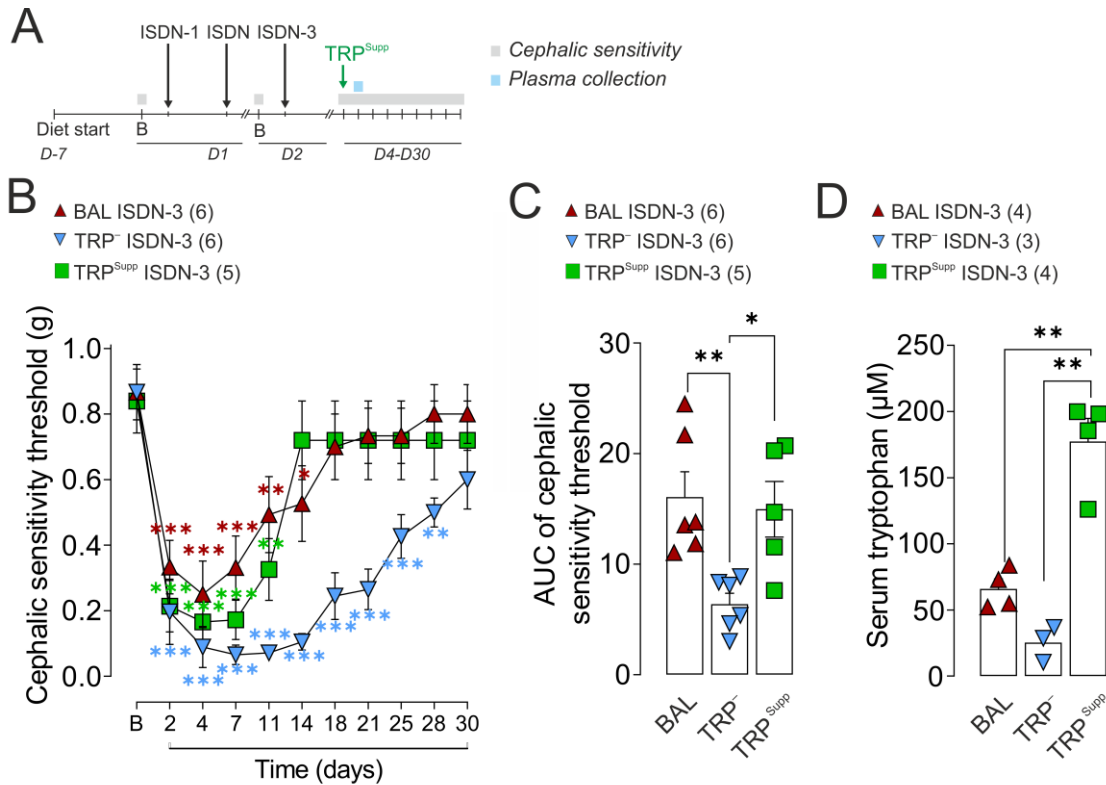 A
ISDN-1 ISDN ISDN-3
TRP^Supp
Cephalic sensitivity
Plasma collection
Diet start B B
D-7 D1 D2 D4-D30
B
BAL ISDN-3 (6)
TRP⁻ ISDN-3 (6)
TRP^Supp ISDN-3 (5)
Cephalic sensitivity threshold (g)
1.0
0.8
0.6
0.4
0.2
0.0
*** *** *** ** *
*** *** *** **
*** *** *** *** *** *** *** *** **
B 2 4 7 11 14 18 21 25 28 30
Time (days)
C
BAL ISDN-3 (6)
TRP⁻ ISDN-3 (6)
TRP^Supp ISDN-3 (5)
AUC of cephalic
sensitivity threshold
30
20
10
0
*
**
BAL TRP⁻ TRP^Supp
D
BAL ISDN-3 (4)
TRP⁻ ISDN-3 (3)
TRP^Supp ISDN-3 (4)
Serum tryptophan (µM)
250
200
150
100
50
0
**
**
BAL TRP⁻ TRP^Supp